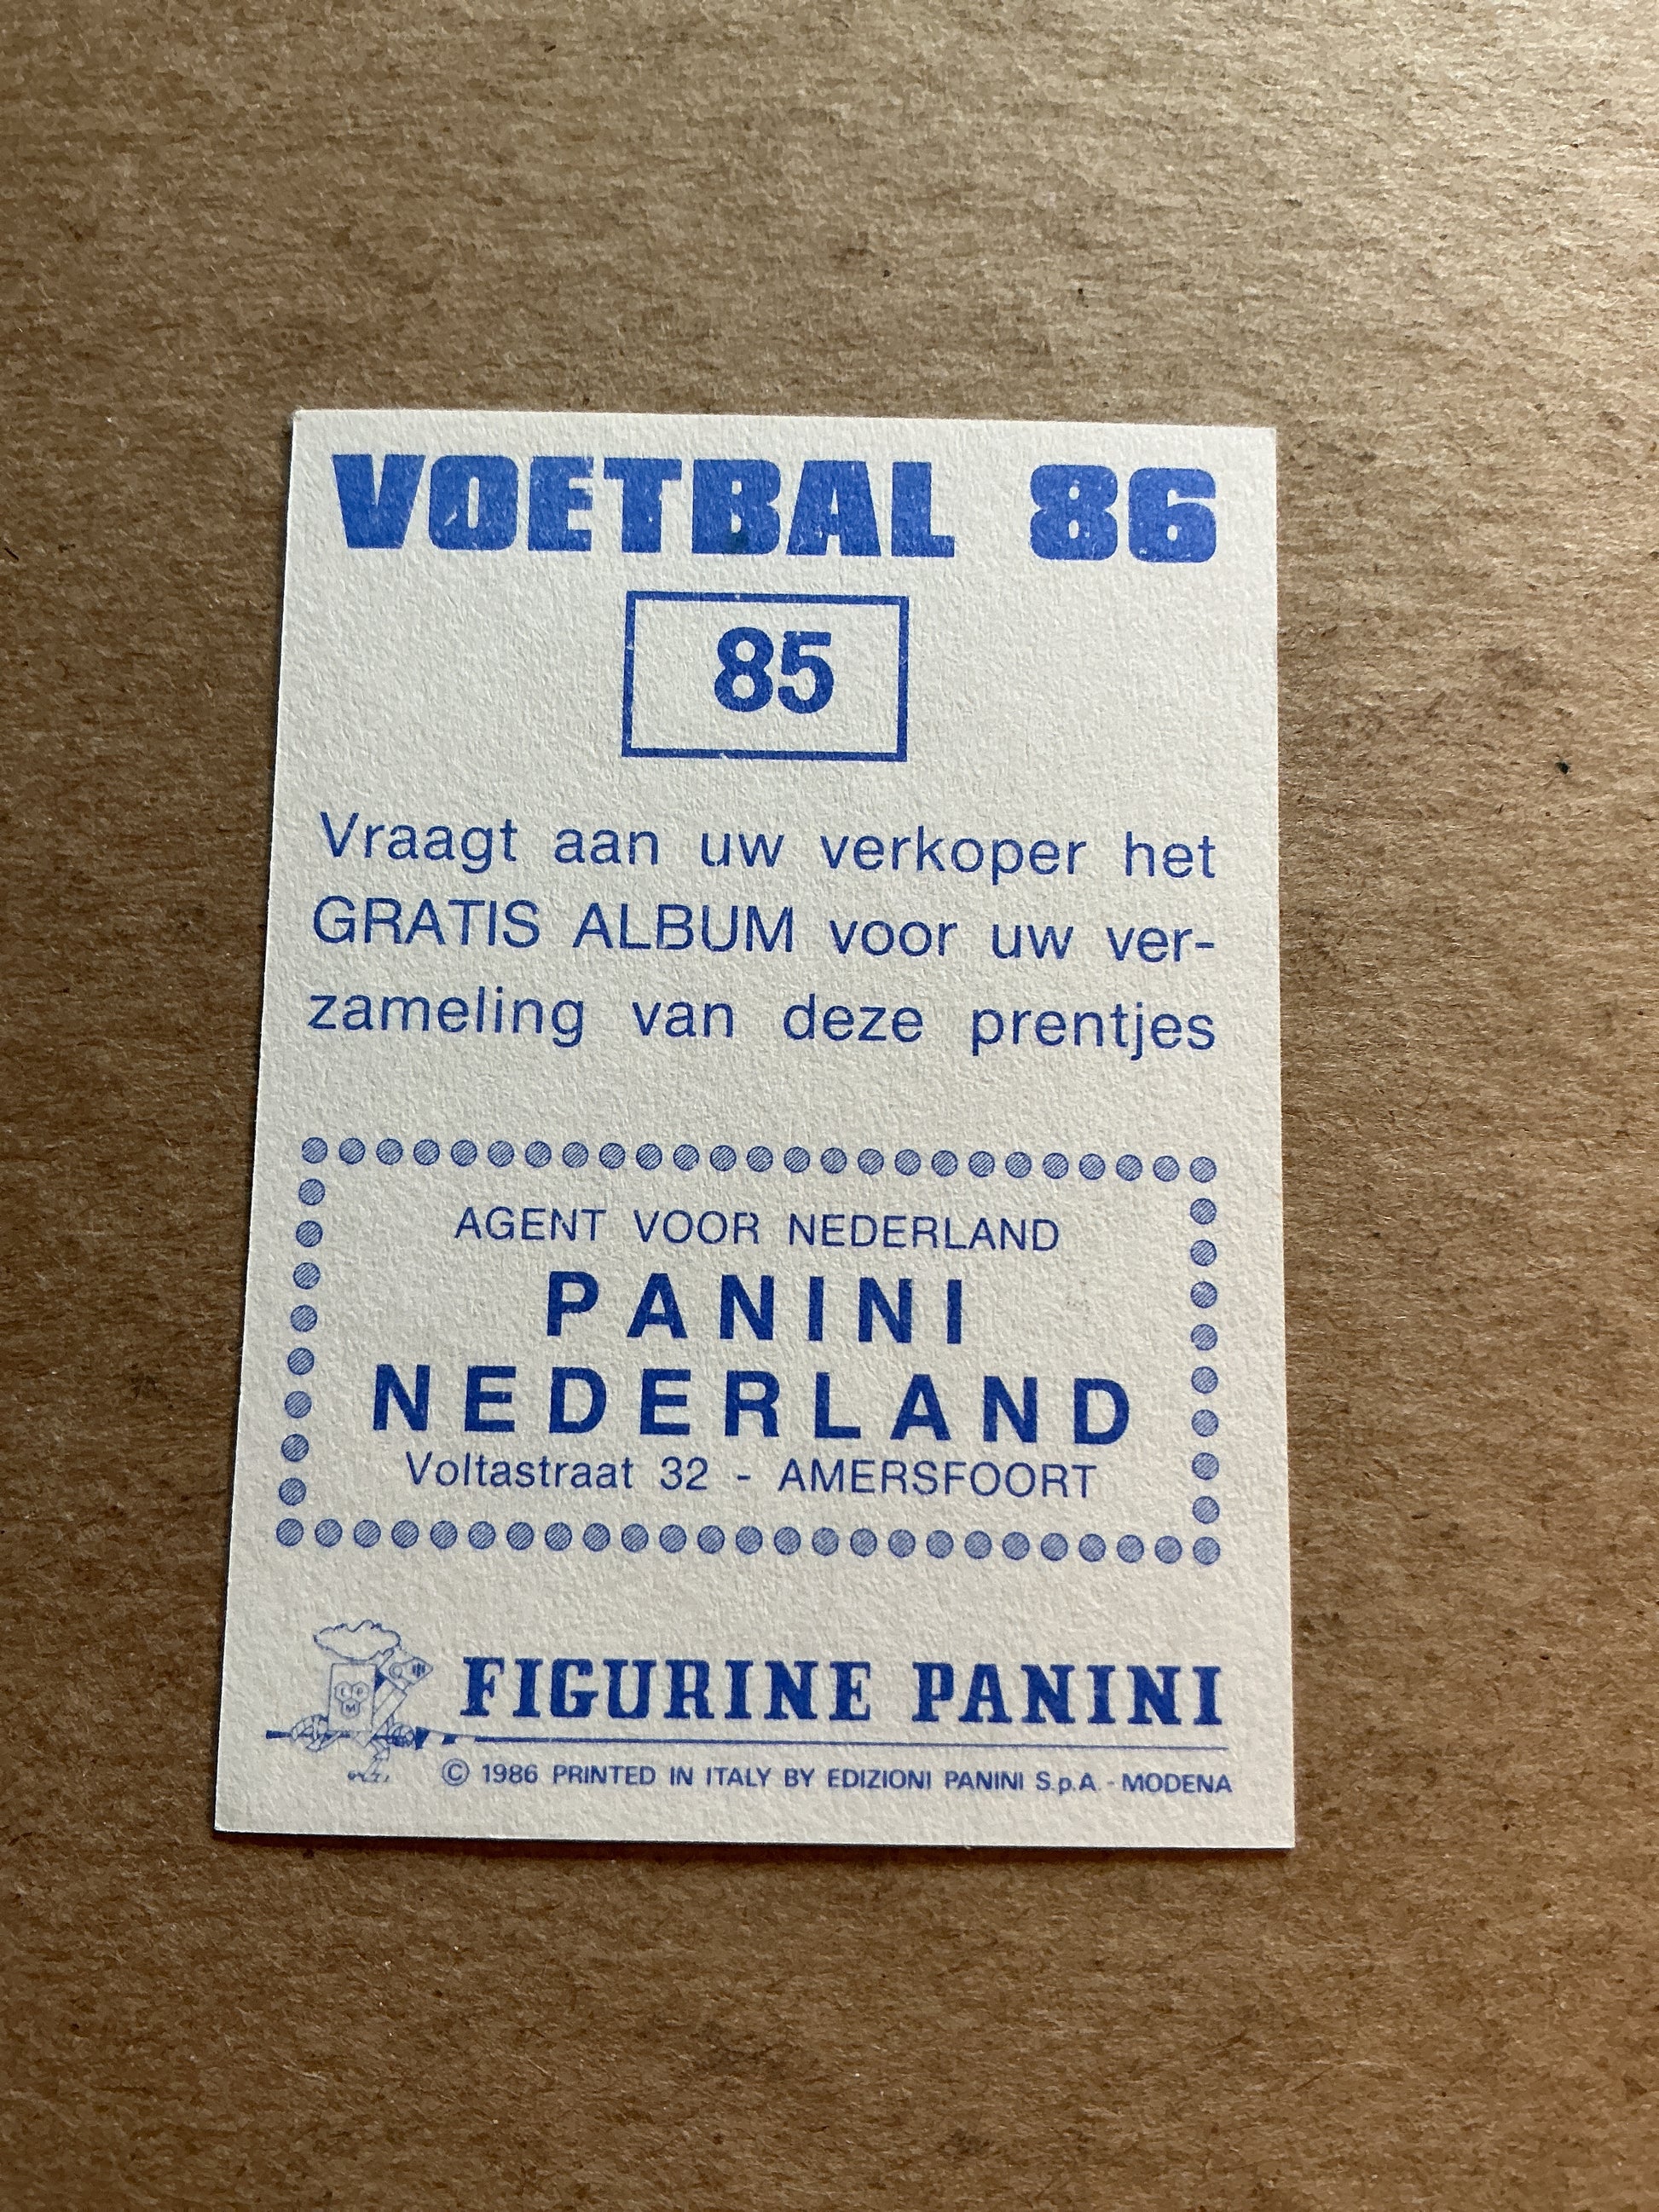 VOETBAL 86
85
Vraagt aan uw verkoper het
GRATIS ALBUM voor uw ver-
zameling van deze prentjes
AGENT VOOR NEDERLAND
PANINI
NEDERLAND
Voltastraat 32 - AMERSFOORT
FIGURINE PANINI
© 1986 PRINTED IN ITALY BY EDIZIONI PANINI S.p.A. - MODENA